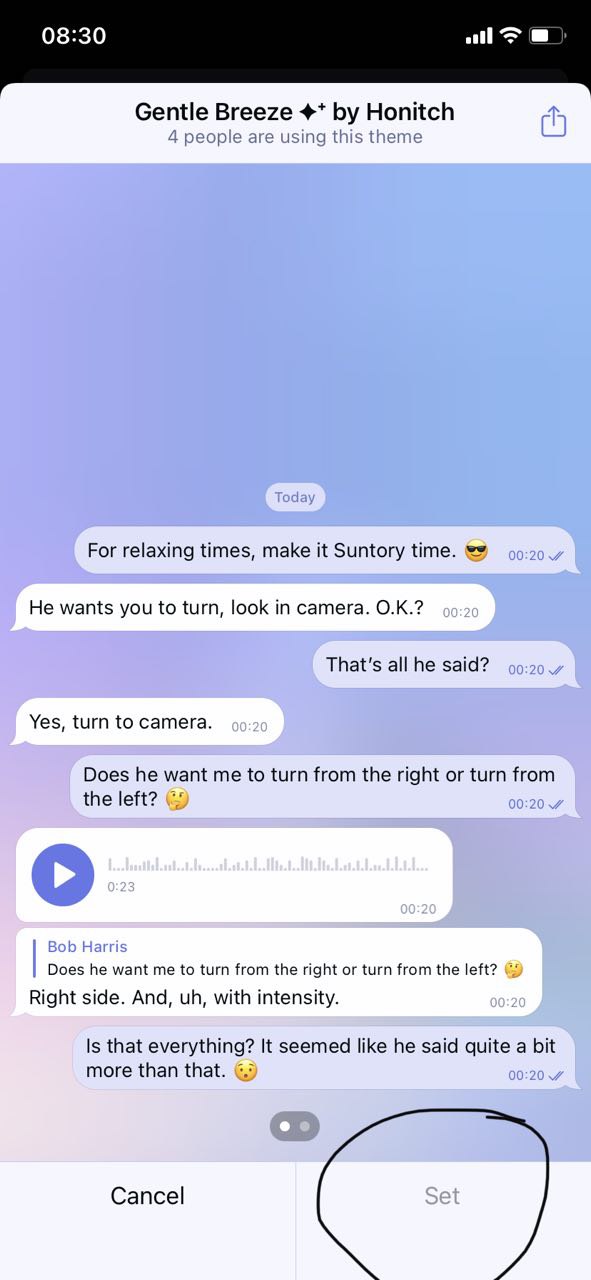 08:30
Gentle Breeze ✦⁺ by Honitch
4 people are using this theme
Today
For relaxing times, make it Suntory time. 😎 00:20
He wants you to turn, look in camera. O.K.? 00:20
That’s all he said? 00:20
Yes, turn to camera. 00:20
Does he want me to turn from the right or turn from
the left? 🤔 00:20
0:23
00:20
Bob Harris
Does he want me to turn from the right or turn from the left? 🤔
Right side. And, uh, with intensity. 00:20
Is that everything? It seemed like he said quite a bit
more than that. 😯 00:20
Cancel
Set